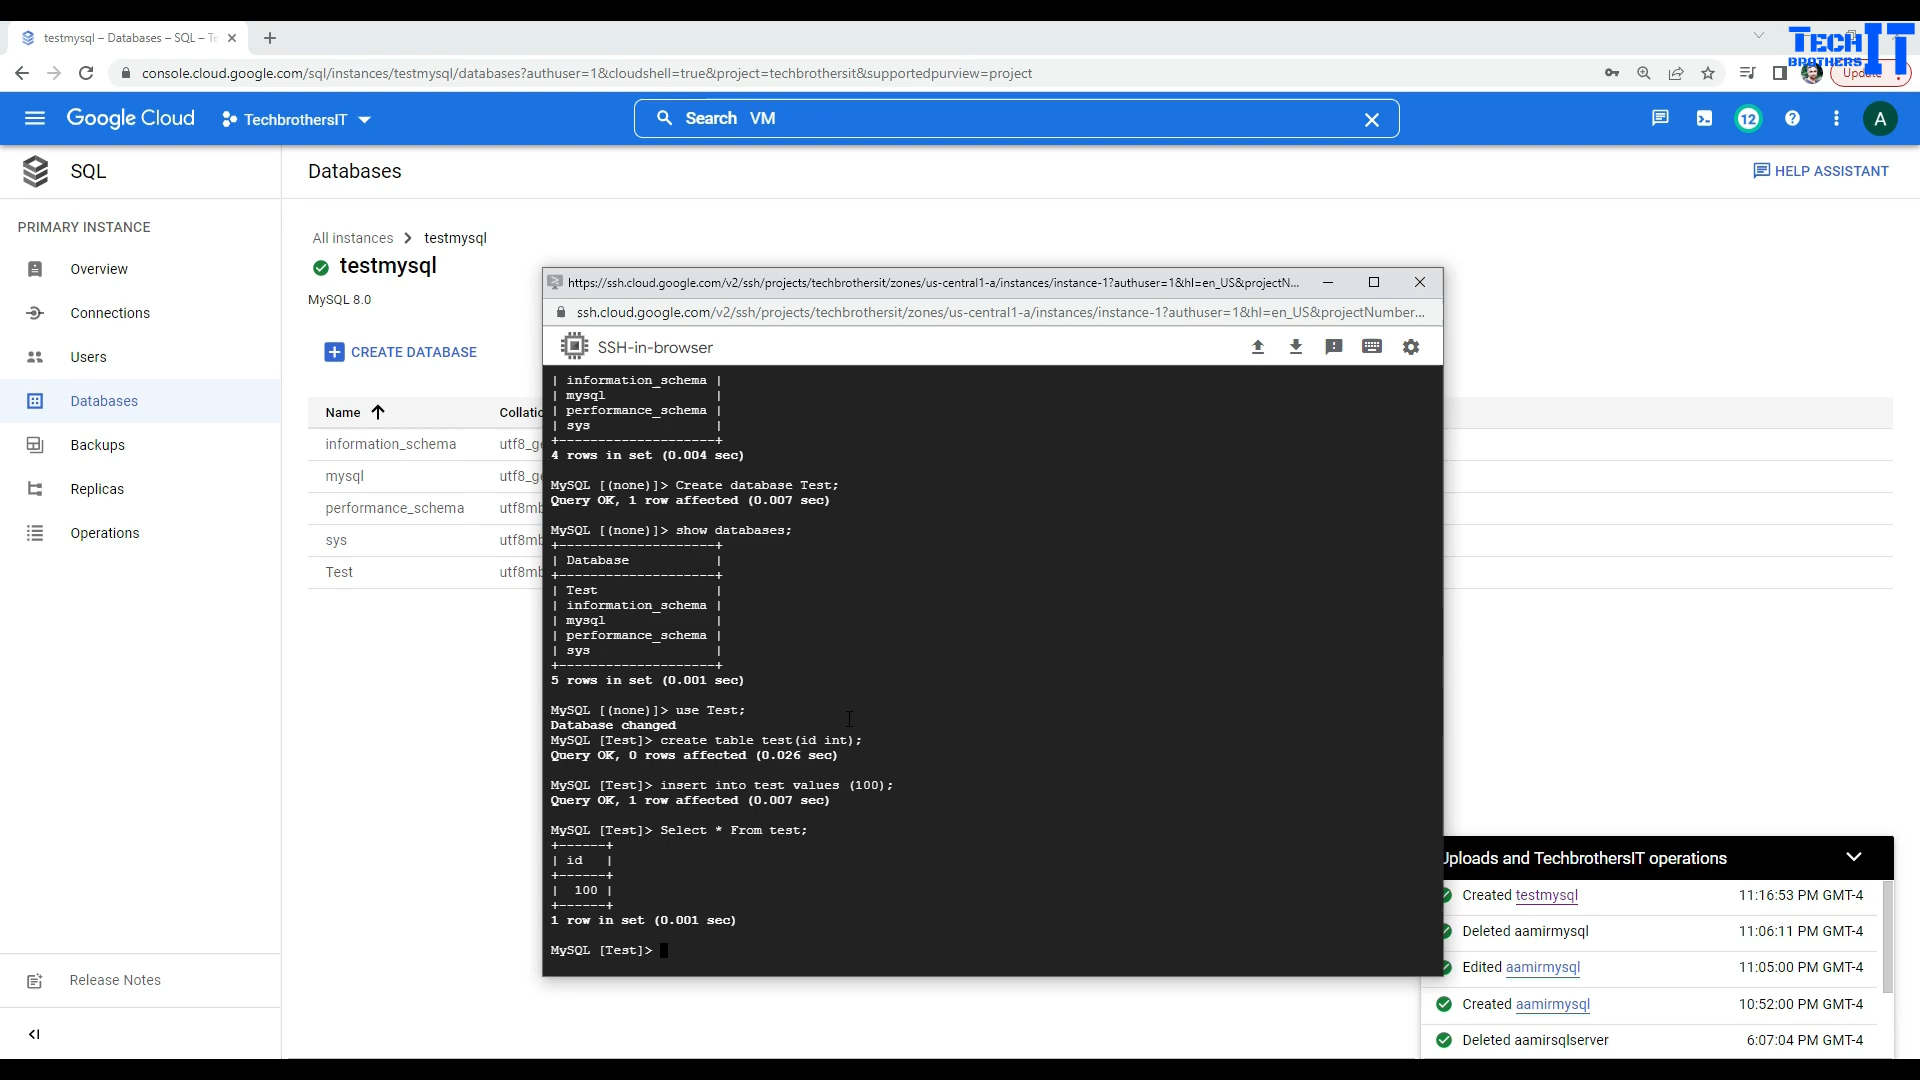 TECH IT
BROTHERS
testmysql – Databases – SQL – Te
console.cloud.google.com/sql/instances/testmysql/databases?authuser=1&cloudshell=true&project=techbrothersit&supportedpurview=project
Update
Google Cloud
TechbrothersIT
Search VM
12
A
SQL
Databases
HELP ASSISTANT
PRIMARY INSTANCE
Overview
Connections
Users
Databases
Backups
Replicas
Operations
Release Notes
All instances > testmysql
testmysql
MySQL 8.0
CREATE DATABASE
Name
Collatio
information_schema utf8_ge
mysql utf8_ge
performance_schema utf8mb
sys utf8mb
Test utf8mb
https://ssh.cloud.google.com/v2/ssh/projects/techbrothersit/zones/us-central1-a/instances/instance-1?authuser=1&hl=en_US&projectN...
ssh.cloud.google.com/v2/ssh/projects/techbrothersit/zones/us-central1-a/instances/instance-1?authuser=1&hl=en_US&projectNumber...
SSH-in-browser
| information_schema |
| mysql |
| performance_schema |
| sys |
+--------------------+
4 rows in set (0.004 sec)
MySQL [(none)]> Create database Test;
Query OK, 1 row affected (0.007 sec)
MySQL [(none)]> show databases;
+--------------------+
| Database |
+--------------------+
| Test |
| information_schema |
| mysql |
| performance_schema |
| sys |
+--------------------+
5 rows in set (0.001 sec)
MySQL [(none)]> use Test;
Database changed
MySQL [Test]> create table test(id int);
Query OK, 0 rows affected (0.026 sec)
MySQL [Test]> insert into test values (100);
Query OK, 1 row affected (0.007 sec)
MySQL [Test]> Select * From test;
+------+
| id |
+------+
| 100 |
+------+
1 row in set (0.001 sec)
MySQL [Test]>
Uploads and TechbrothersIT operations
Created testmysql 11:16:53 PM GMT-4
Deleted aamirmysql 11:06:11 PM GMT-4
Edited aamirmysql 11:05:00 PM GMT-4
Created aamirmysql 10:52:00 PM GMT-4
Deleted aamirsqlserver 6:07:04 PM GMT-4